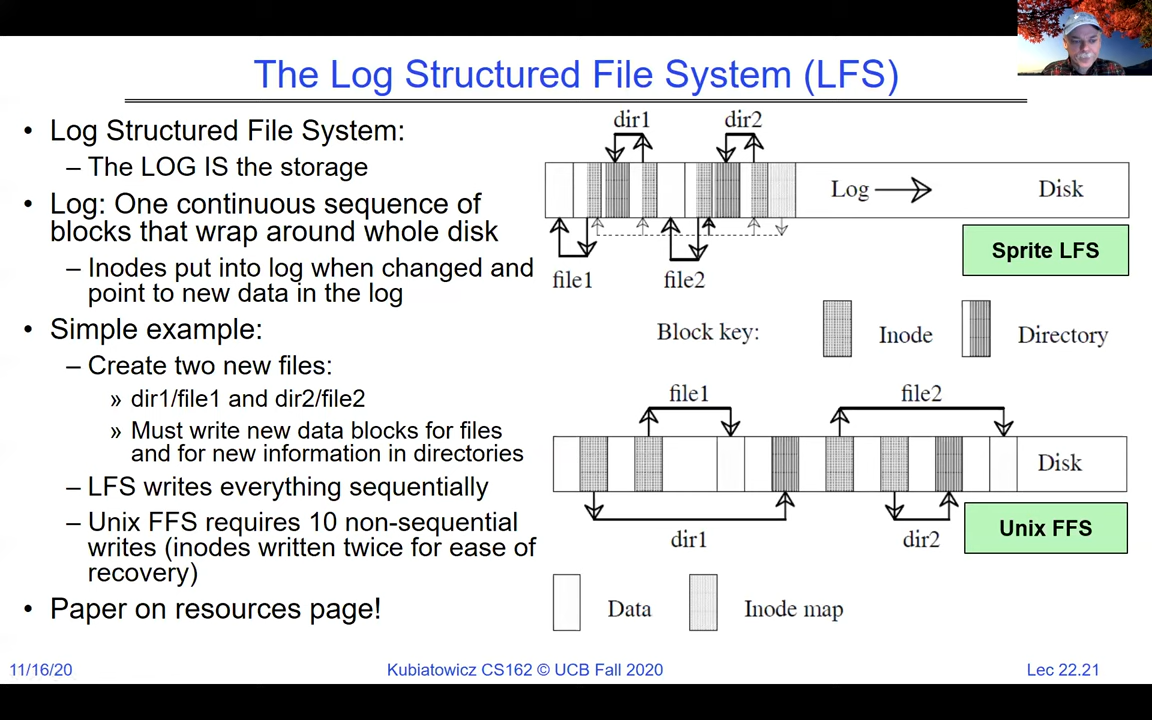 The Log Structured File System (LFS)
• Log Structured File System:
– The LOG IS the storage
• Log: One continuous sequence of
blocks that wrap around whole disk
– Inodes put into log when changed and
point to new data in the log
• Simple example:
– Create two new files:
» dir1/file1 and dir2/file2
» Must write new data blocks for files
and for new information in directories
– LFS writes everything sequentially
– Unix FFS requires 10 non-sequential
writes (inodes written twice for ease of
recovery)
• Paper on resources page!
dir1 dir2
Log Disk
Sprite LFS
file1 file2
Block key: Inode Directory
file1 file2
Disk
Unix FFS
dir1 dir2
Data Inode map
11/16/20 Kubiatowicz CS162 © UCB Fall 2020 Lec 22.21